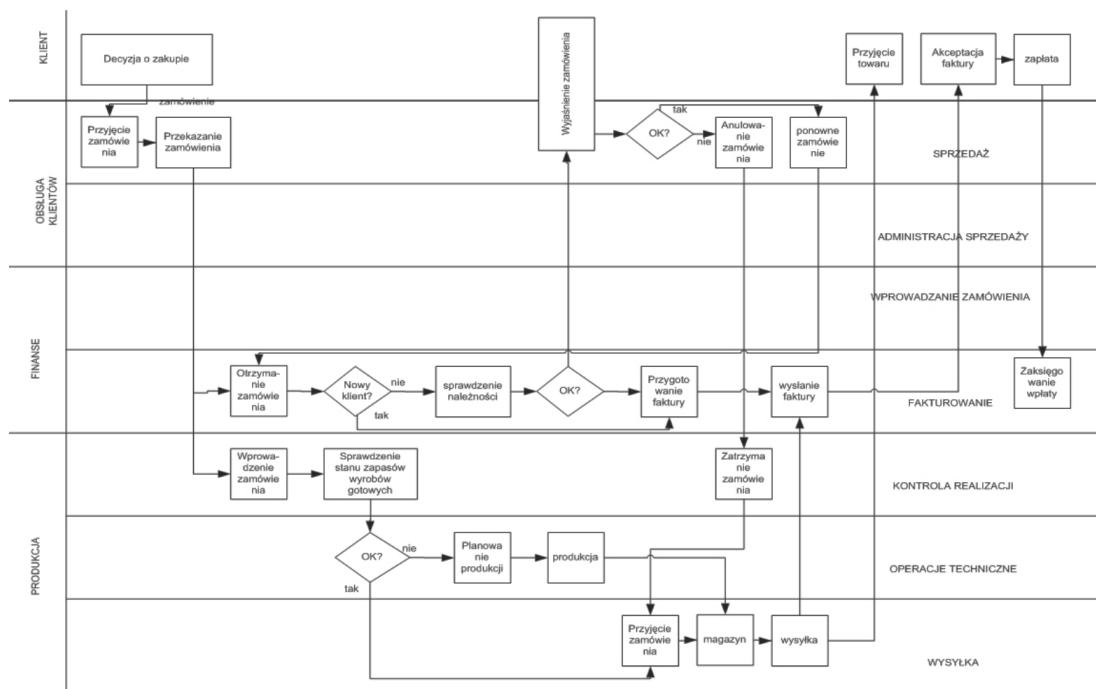 KLIENT
Decyzja o zakupie
zamówienie
Wyjaśnienie zamówienia
Przyjęcie
towaru
Akceptacja
faktury
zapłata
OBSŁUGA
KLIENTÓW
Przyjęcie
zamówie
nia
Przekazanie
zamówienia
OK?
tak
nie
Anulowa-
nie
zamówie
nia
ponowne
zamówie
nie
SPRZEDAŻ
ADMINISTRACJA SPRZEDAŻY
WPROWADZANIE ZAMÓWIENIA
FINANSE
Otrzyma-
nie
zamówie
nia
Nowy
klient?
nie
tak
sprawdzenie
należności
OK?
Przygoto
wanie
faktury
wysłanie
faktury
FAKTUROWANIE
Zaksięgo
wanie
wpłaty
PRODUKCJA
Wprowa-
dzenie
zamówie
nia
Sprawdzenie
stanu zapasów
wyrobów
gotowych
Zatrzyma
nie
zamówie
nia
KONTROLA REALIZACJI
OK?
nie
tak
Planowa
nie
produkcji
produkcja
OPERACJE TECHNICZNE
Przyjęcie
zamówie
nia
magazyn
wysyłka
WYSYŁKA